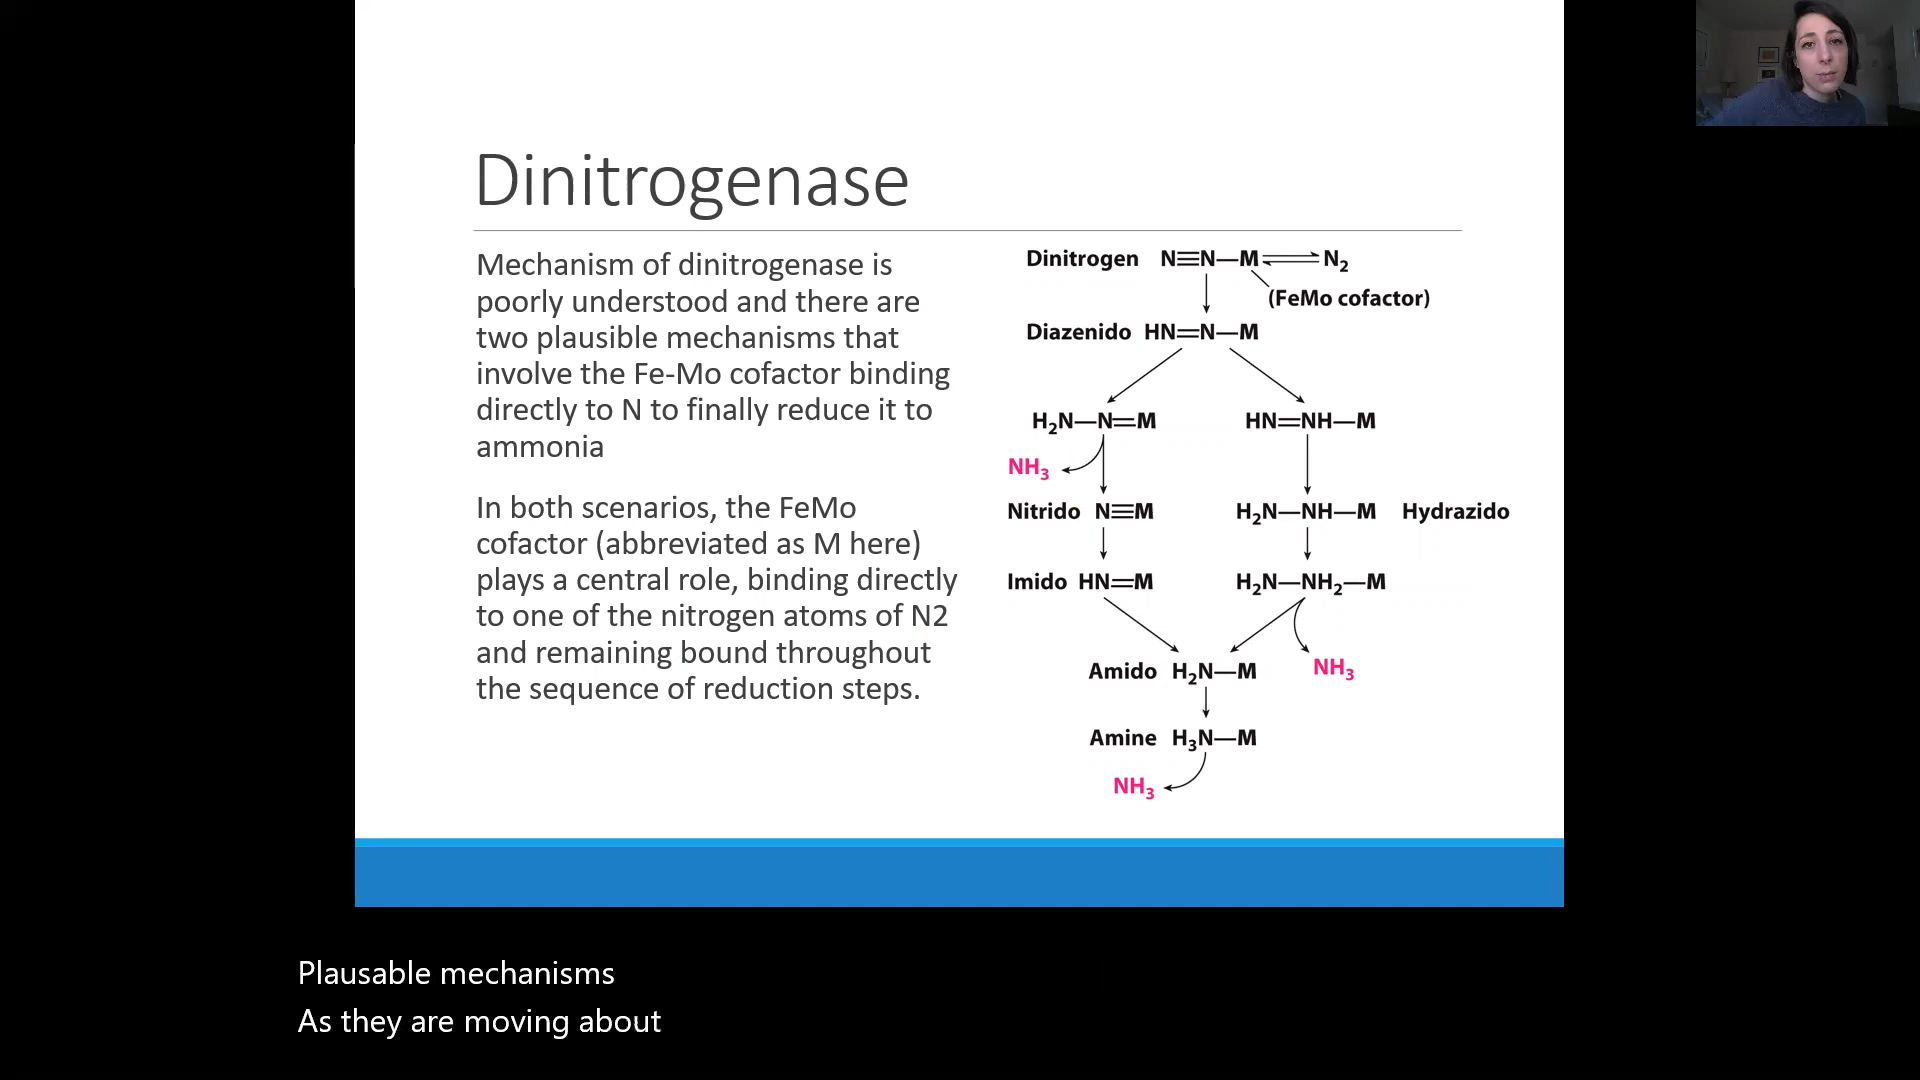 Dinitrogenase
Mechanism of dinitrogenase is
poorly understood and there are
two plausible mechanisms that
involve the Fe-Mo cofactor binding
directly to N to finally reduce it to
ammonia
In both scenarios, the FeMo
cofactor (abbreviated as M here)
plays a central role, binding directly
to one of the nitrogen atoms of N2
and remaining bound throughout
the sequence of reduction steps.
Dinitrogen N≡N—M ⇌ N₂
(FeMo cofactor)
Diazenido HN=N—M
H₂N—N=M HN=NH—M
NH₃
Nitrido N≡M H₂N—NH—M Hydrazido
Imido HN=M H₂N—NH₂—M
Amido H₂N—M NH₃
Amine H₃N—M
NH₃
Plausable mechanisms
As they are moving about